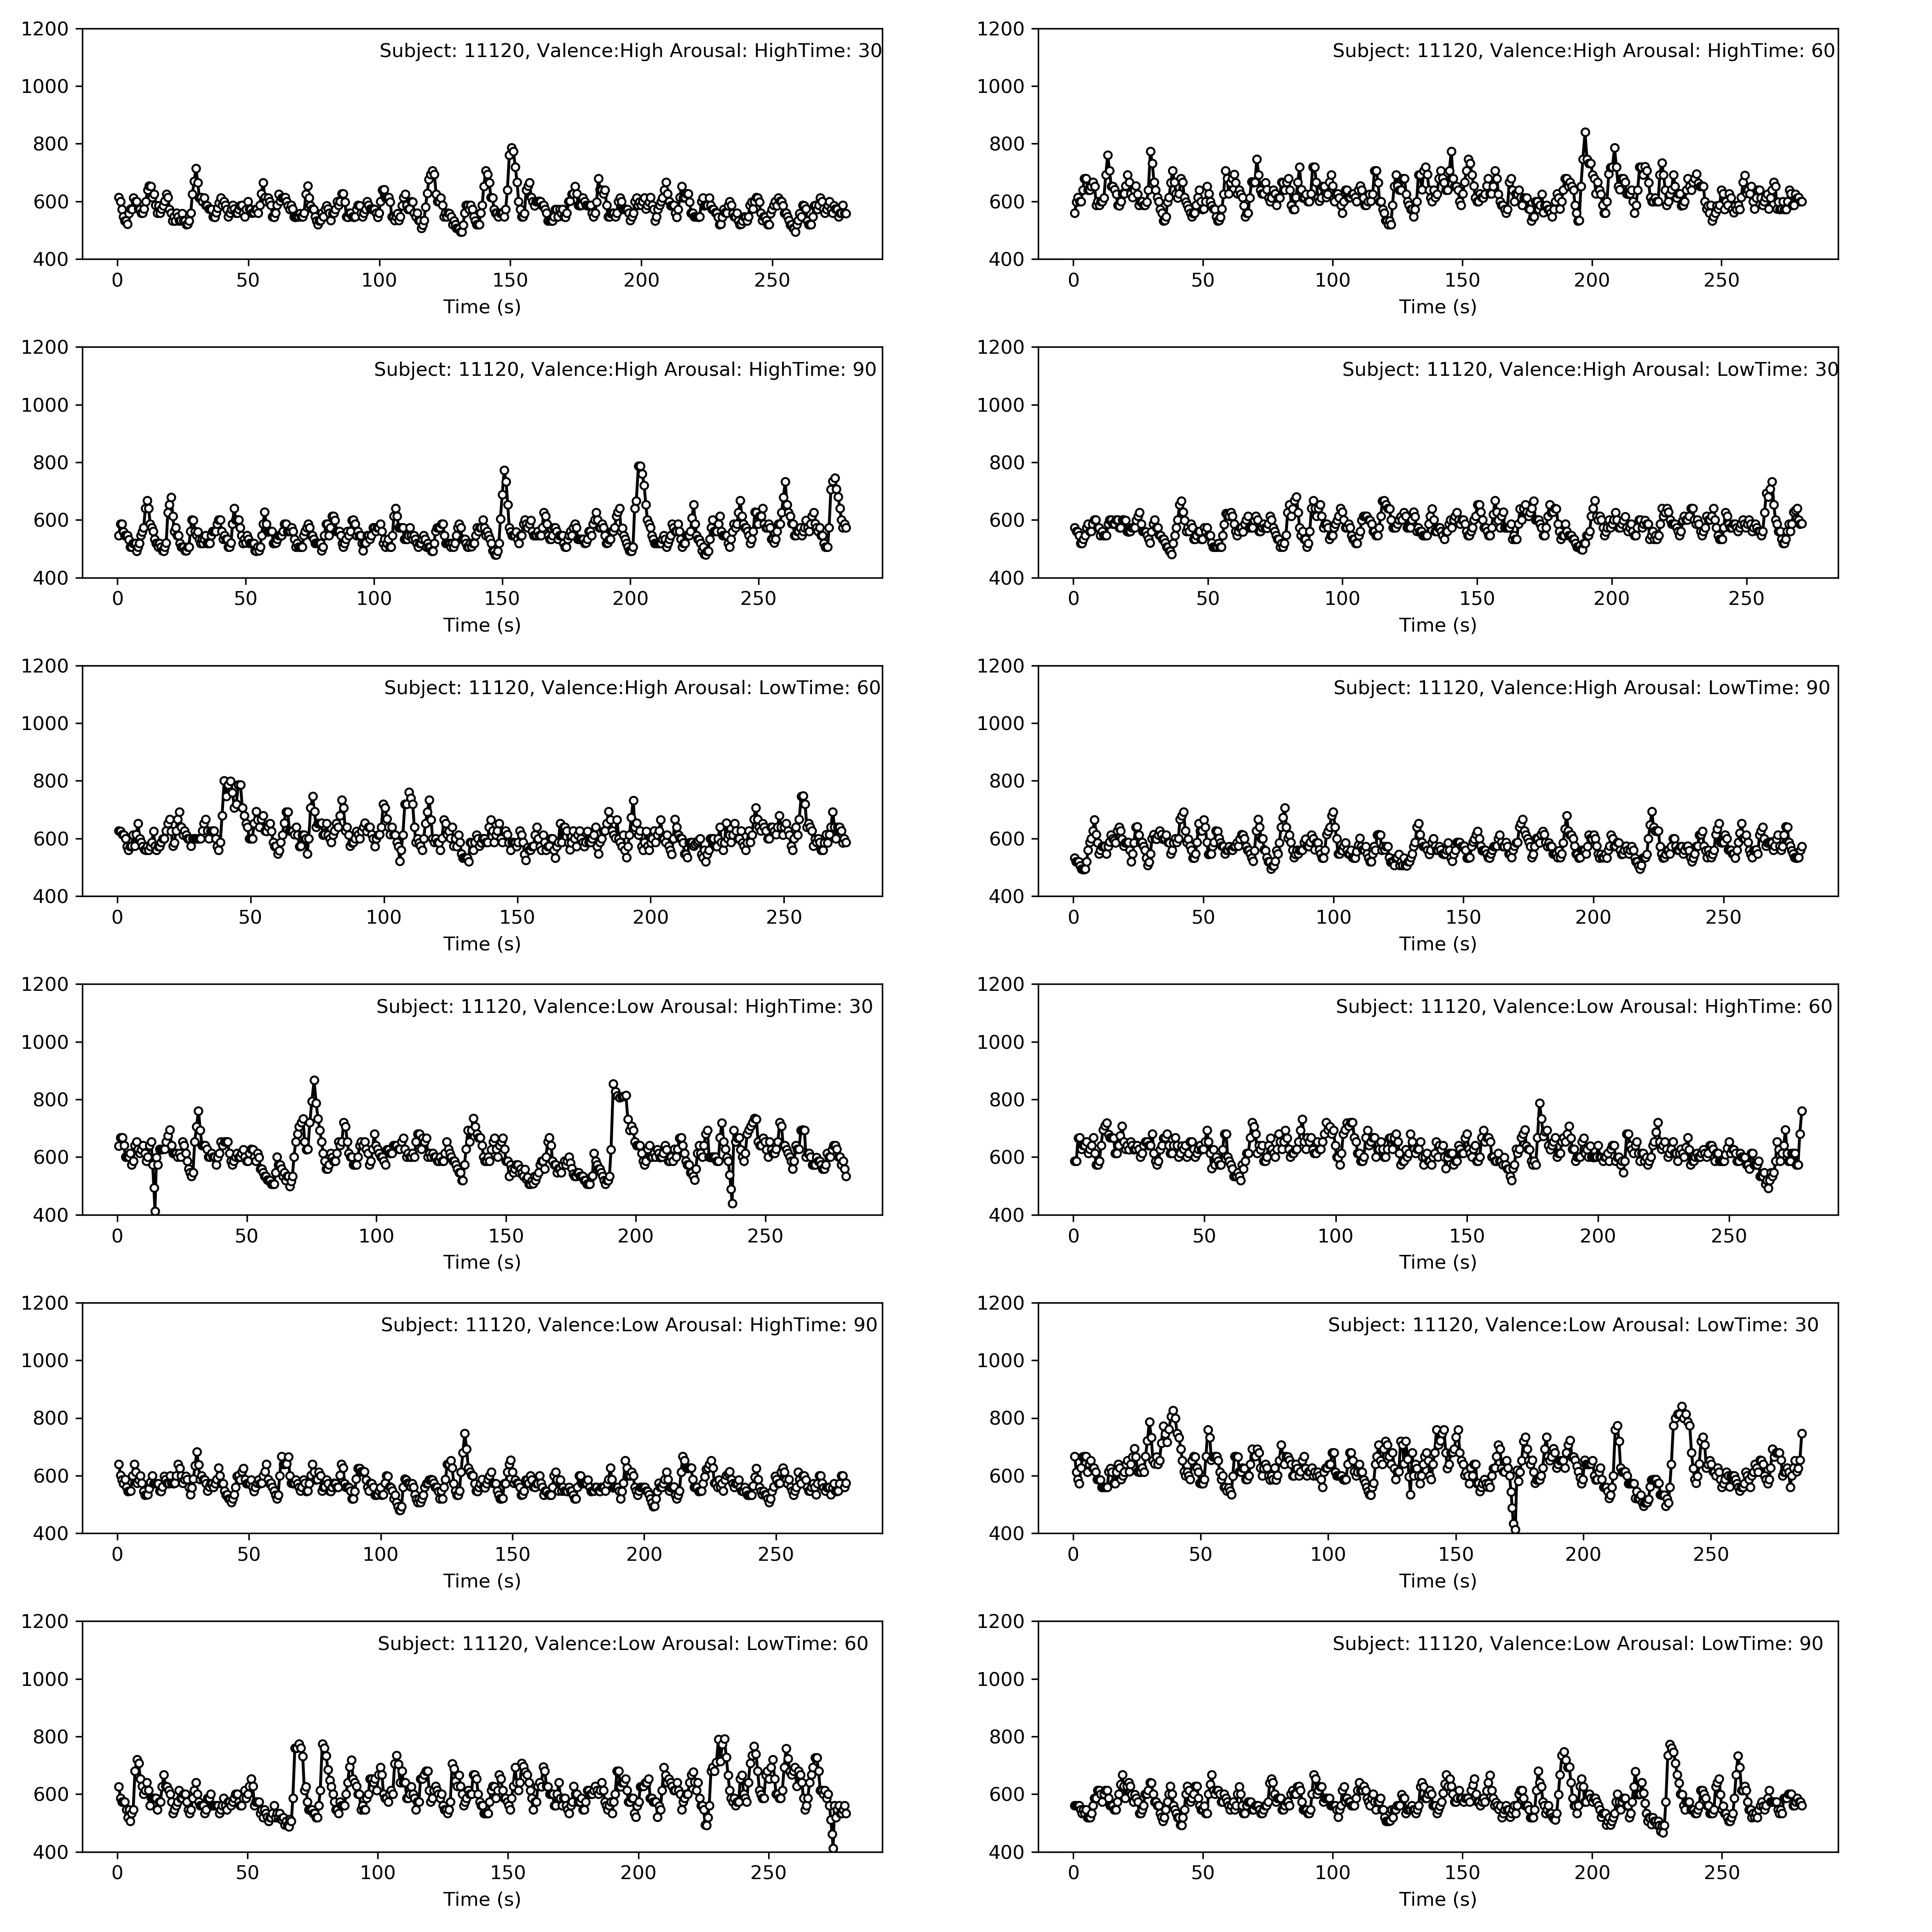 Subject: 11120, Valence:High Arousal: HighTime: 30
1200
1000
800
600
400
0 50 100 150 200 250
Time (s)
Subject: 11120, Valence:High Arousal: HighTime: 60
1200
1000
800
600
400
0 50 100 150 200 250
Time (s)
Subject: 11120, Valence:High Arousal: HighTime: 90
1200
1000
800
600
400
0 50 100 150 200 250
Time (s)
Subject: 11120, Valence:High Arousal: LowTime: 30
1200
1000
800
600
400
0 50 100 150 200 250
Time (s)
Subject: 11120, Valence:High Arousal: LowTime: 60
1200
1000
800
600
400
0 50 100 150 200 250
Time (s)
Subject: 11120, Valence:High Arousal: LowTime: 90
1200
1000
800
600
400
0 50 100 150 200 250
Time (s)
Subject: 11120, Valence:Low Arousal: HighTime: 30
1200
1000
800
600
400
0 50 100 150 200 250
Time (s)
Subject: 11120, Valence:Low Arousal: HighTime: 60
1200
1000
800
600
400
0 50 100 150 200 250
Time (s)
Subject: 11120, Valence:Low Arousal: HighTime: 90
1200
1000
800
600
400
0 50 100 150 200 250
Time (s)
Subject: 11120, Valence:Low Arousal: LowTime: 30
1200
1000
800
600
400
0 50 100 150 200 250
Time (s)
Subject: 11120, Valence:Low Arousal: LowTime: 60
1200
1000
800
600
400
0 50 100 150 200 250
Time (s)
Subject: 11120, Valence:Low Arousal: LowTime: 90
1200
1000
800
600
400
0 50 100 150 200 250
Time (s)